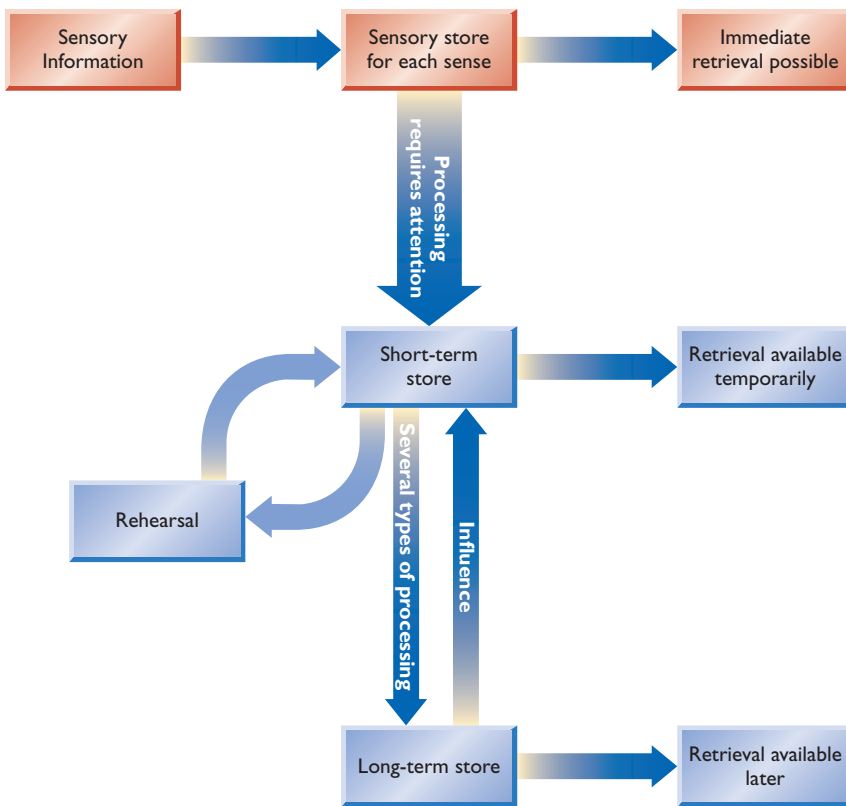 Sensory
Information
Sensory store
for each sense
Immediate
retrieval possible
Processing
requires attention
Short-term
store
Retrieval available
temporarily
Rehearsal
Several types of processing
Influence
Long-term store
Retrieval available
later